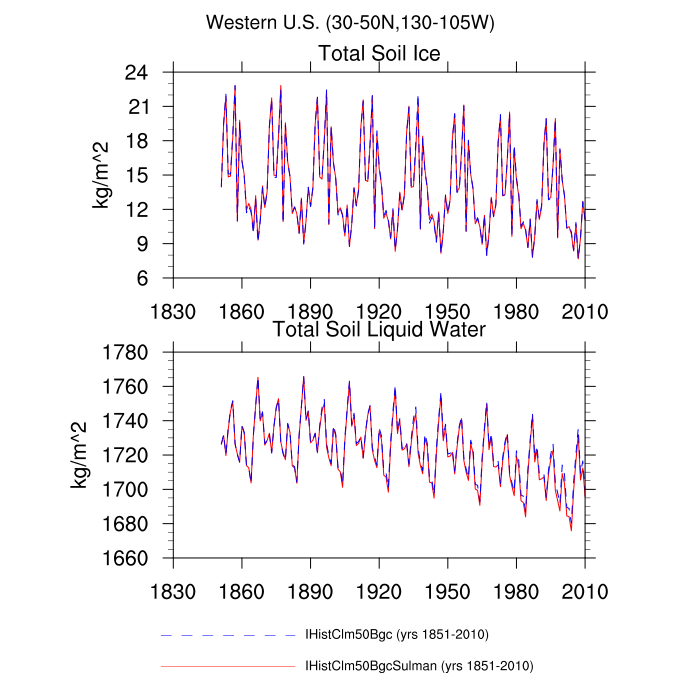 Western U.S. (30-50N,130-105W)
Total Soil Ice
24
21
18
15
12
9
6
kg/m^2
1830 1860 1890 1920 1950 1980 2010
Total Soil Liquid Water
1780
1760
1740
1720
1700
1680
1660
kg/m^2
1830 1860 1890 1920 1950 1980 2010
IHistClm50Bgc (yrs 1851-2010)
IHistClm50BgcSulman (yrs 1851-2010)